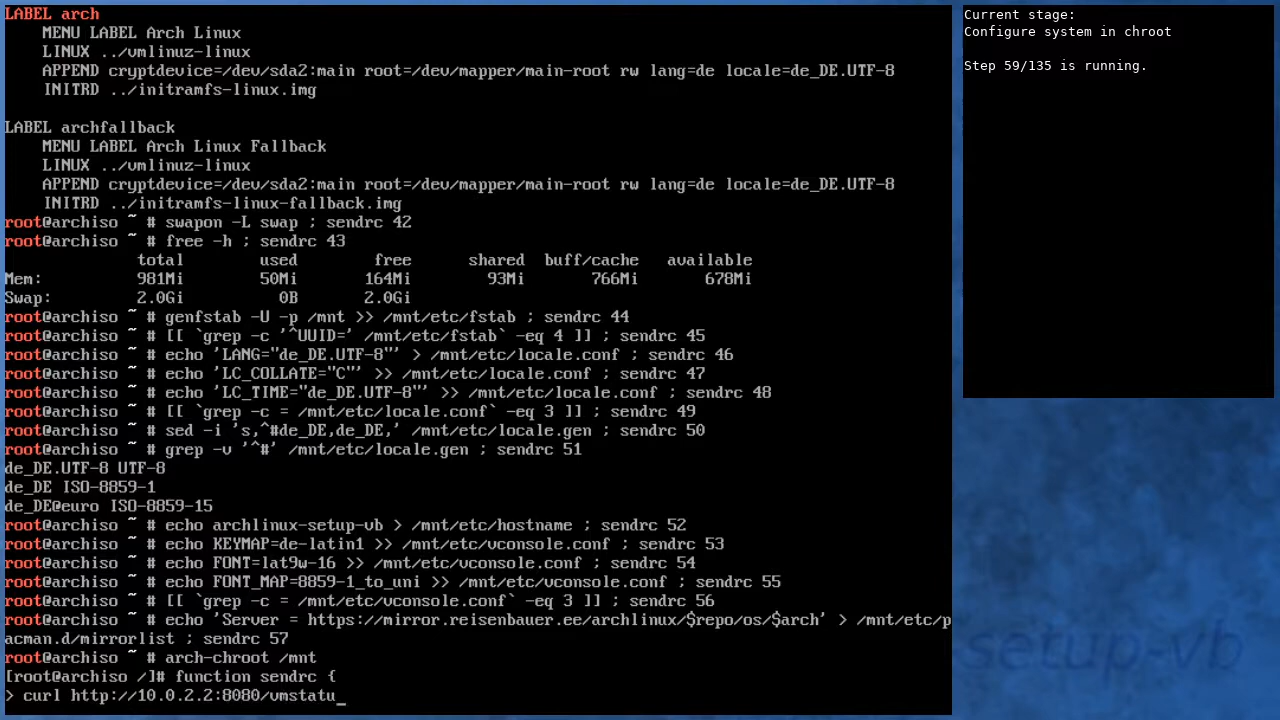 LABEL arch
    MENU LABEL Arch Linux
    LINUX ../vmlinuz-linux
    APPEND cryptdevice=/dev/sda2:main root=/dev/mapper/main-root rw lang=de locale=de_DE.UTF-8
    INITRD ../initramfs-linux.img

LABEL archfallback
    MENU LABEL Arch Linux Fallback
    LINUX ../vmlinuz-linux
    APPEND cryptdevice=/dev/sda2:main root=/dev/mapper/main-root rw lang=de locale=de_DE.UTF-8
    INITRD ../initramfs-linux-fallback.img
root@archiso ~ # swapon -L swap ; sendrc 42
root@archiso ~ # free -h ; sendrc 43
              total        used        free      shared  buff/cache   available
Mem:          981Mi        50Mi       164Mi        93Mi       766Mi       678Mi
Swap:         2.0Gi          0B       2.0Gi
root@archiso ~ # genfstab -U -p /mnt >> /mnt/etc/fstab ; sendrc 44
root@archiso ~ # [[ `grep -c '^UUID=' /mnt/etc/fstab` -eq 4 ]] ; sendrc 45
root@archiso ~ # echo 'LANG="de_DE.UTF-8"' > /mnt/etc/locale.conf ; sendrc 46
root@archiso ~ # echo 'LC_COLLATE="C"' >> /mnt/etc/locale.conf ; sendrc 47
root@archiso ~ # echo 'LC_TIME="de_DE.UTF-8"' >> /mnt/etc/locale.conf ; sendrc 48
root@archiso ~ # [[ `grep -c = /mnt/etc/locale.conf` -eq 3 ]] ; sendrc 49
root@archiso ~ # sed -i 's,^#de_DE,de_DE,' /mnt/etc/locale.gen ; sendrc 50
root@archiso ~ # grep -v '^#' /mnt/etc/locale.gen ; sendrc 51
de_DE.UTF-8 UTF-8
de_DE ISO-8859-1
de_DE@euro ISO-8859-15
root@archiso ~ # echo archlinux-setup-vb > /mnt/etc/hostname ; sendrc 52
root@archiso ~ # echo KEYMAP=de-latin1 >> /mnt/etc/vconsole.conf ; sendrc 53
root@archiso ~ # echo FONT=lat9w-16 >> /mnt/etc/vconsole.conf ; sendrc 54
root@archiso ~ # echo FONT_MAP=8859-1_to_uni >> /mnt/etc/vconsole.conf ; sendrc 55
root@archiso ~ # [[ `grep -c = /mnt/etc/vconsole.conf` -eq 3 ]] ; sendrc 56
root@archiso ~ # echo 'Server = https://mirror.reisenbauer.ee/archlinux/$repo/os/$arch' > /mnt/etc/p
acman.d/mirrorlist ; sendrc 57
root@archiso ~ # arch-chroot /mnt
[root@archiso /]# function sendrc {
> curl http://10.0.2.2:8080/vmstatu_
Current stage:
Configure system in chroot

Step 59/135 is running.
setup-vb